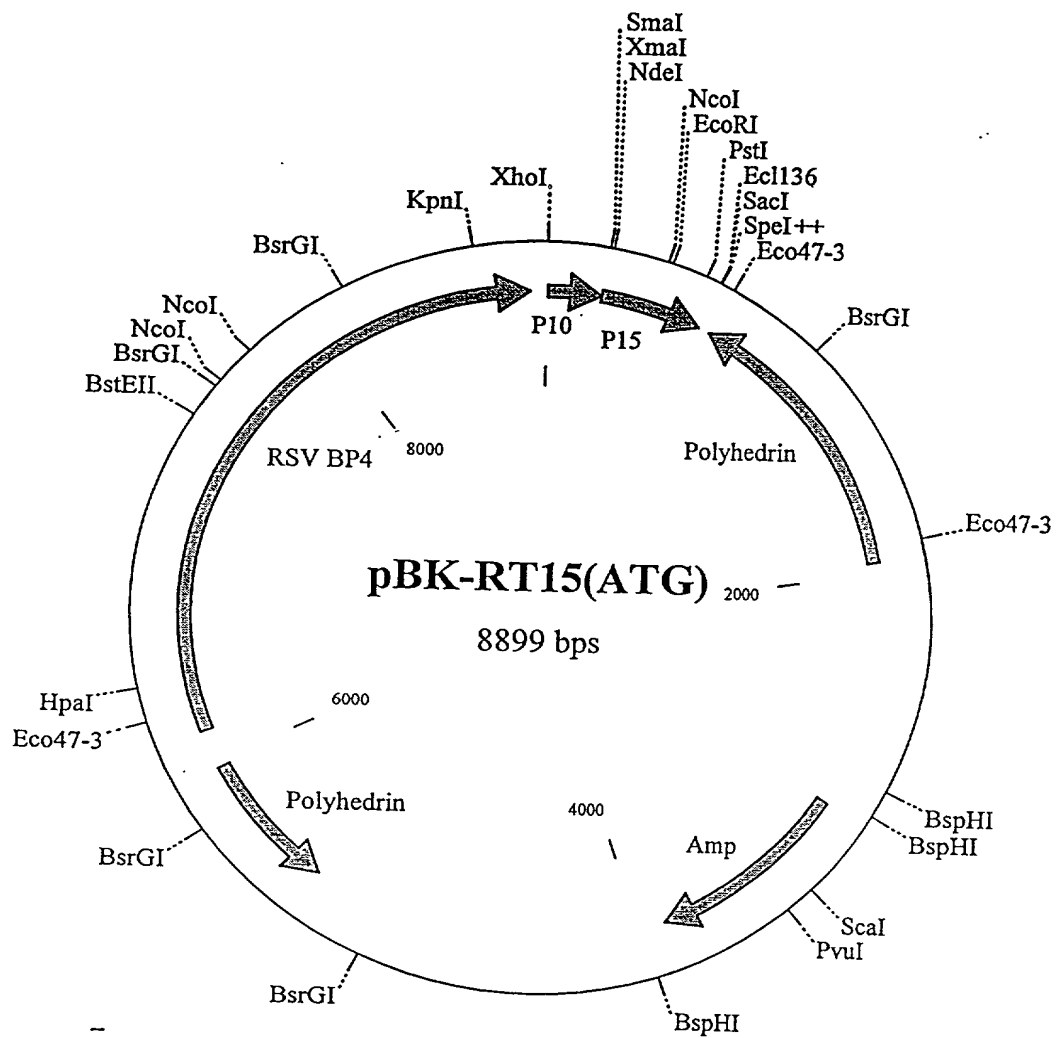 SmaI
XmaI
NdeI
NcoI
EcoRI
PstI
Ecl136
SacI
SpeI++
Eco47-3
XhoI
KpnI
BsrGI
NcoI
NcoI
BsrGI
BstEII
BsrGI
P10
P15
RSV BP4
8000
Polyhedrin
Eco47-3
pBK-RT15(ATG)
2000
8899 bps
HpaI
Eco47-3
6000
Polyhedrin
4000
Amp
BspHI
BspHI
BsrGI
ScaI
PvuI
BsrGI
BspHI